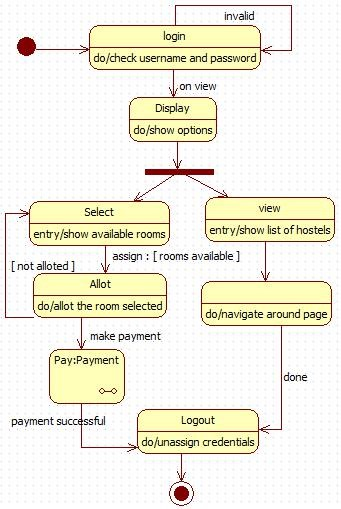 invalid
login
do/check username and password
on view
Display
do/show options
Select
entry/show available rooms
view
entry/show list of hostels
assign : [ rooms available ]
[ not alloted ]
Allot
do/allot the room selected
do/navigate around page
make payment
Pay:Payment
done
payment successful
Logout
do/unassign credentials